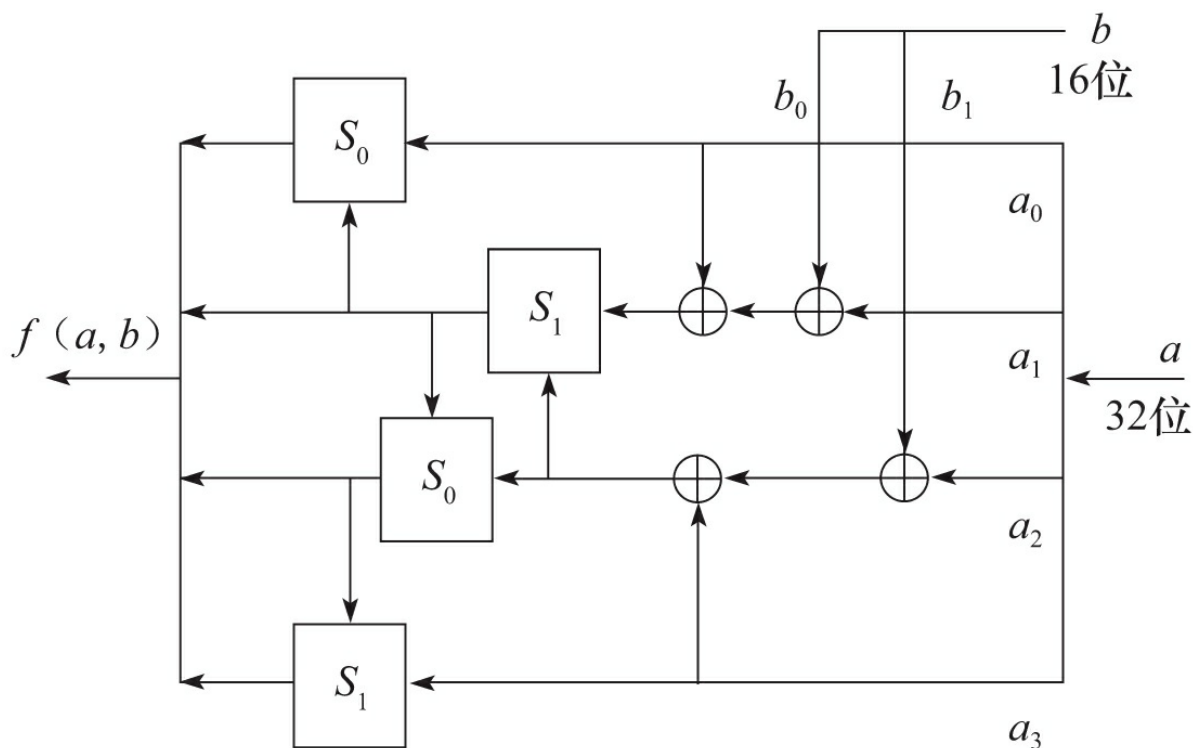 b
16位
b₀
b₁
S₀
a₀
S₁
f（a, b）
a₁
a
32位
S₀
a₂
S₁
a₃